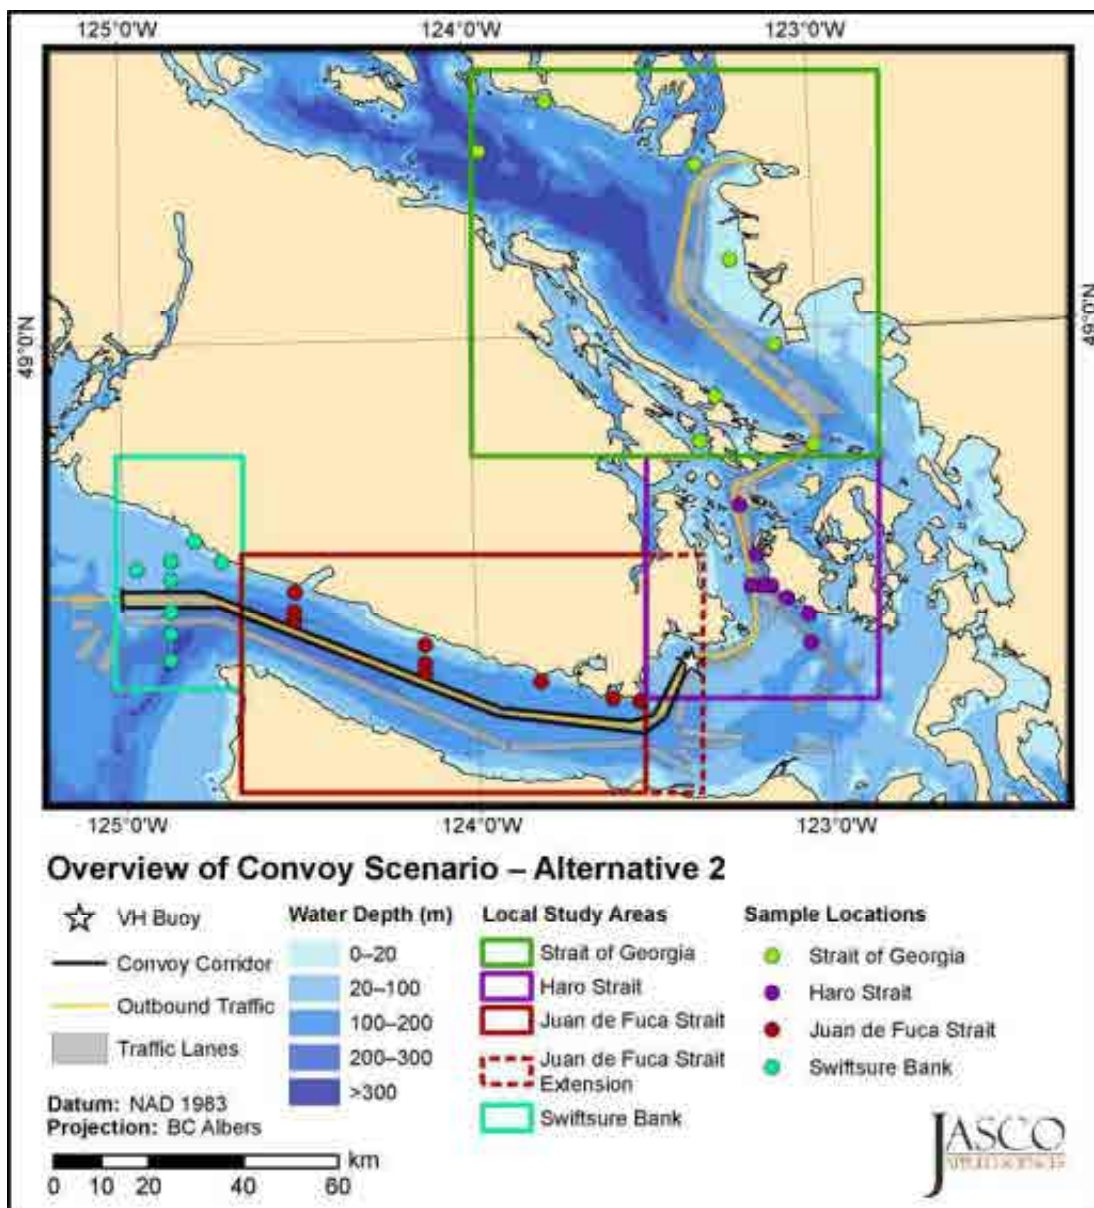 125°0'W 124°0'W 123°0'W
49°0'N 49°0'N
125°0'W 124°0'W 123°0'W
Overview of Convoy Scenario – Alternative 2
VH Buoy
Convoy Corridor
Outbound Traffic
Traffic Lanes
Datum: NAD 1983
Projection: BC Albers
km
0 10 20 40 60
Water Depth (m)
0–20
20–100
100–200
200–300
>300
Local Study Areas
Strait of Georgia
Haro Strait
Juan de Fuca Strait
Juan de Fuca Strait
Extension
Swiftsure Bank
Sample Locations
Strait of Georgia
Haro Strait
Juan de Fuca Strait
Swiftsure Bank
JASCO
APPLIED SCIENCES